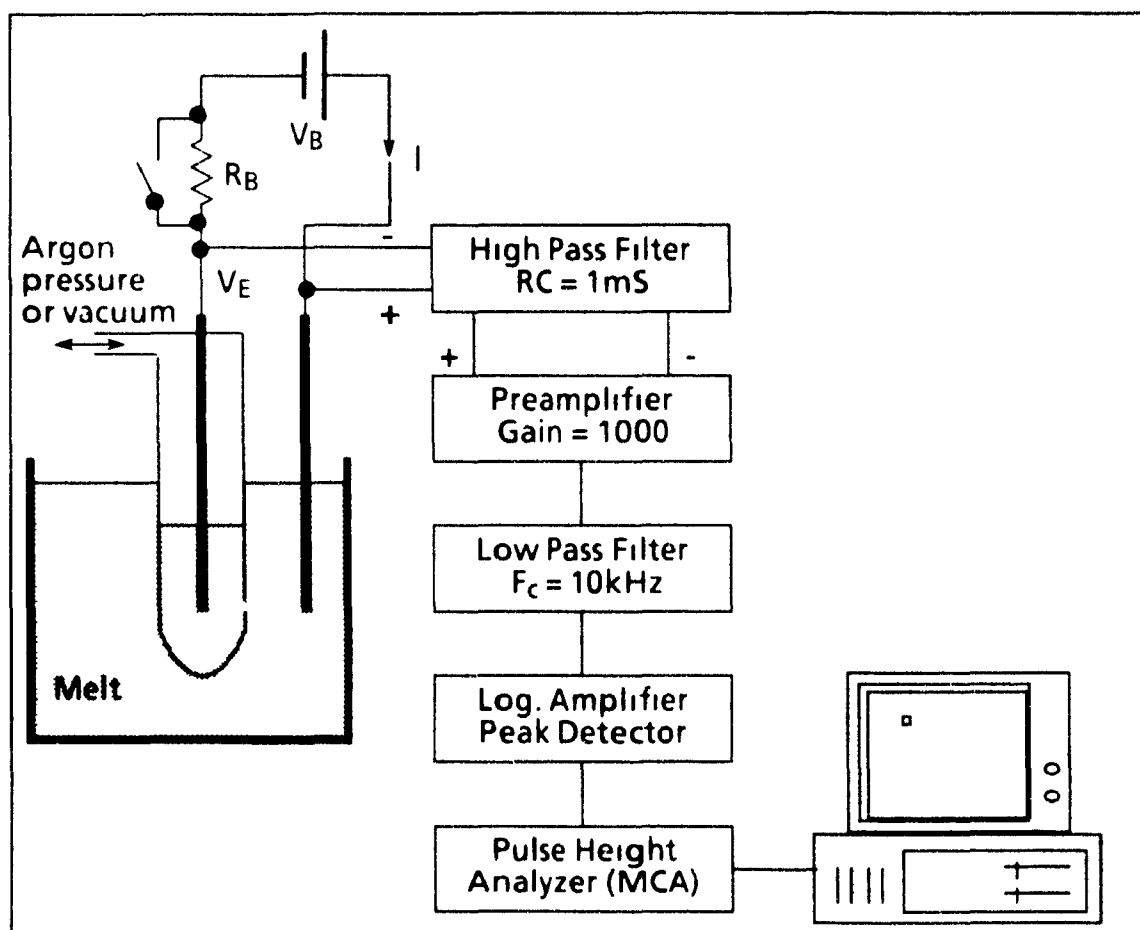 V_B
R_B
I
Argon
pressure
or vacuum
V_E
-
+
High Pass Filter
RC = 1mS
+
-
Preamplifier
Gain = 1000
Low Pass Filter
F_C = 10kHz
Melt
Log. Amplifier
Peak Detector
Pulse Height
Analyzer (MCA)